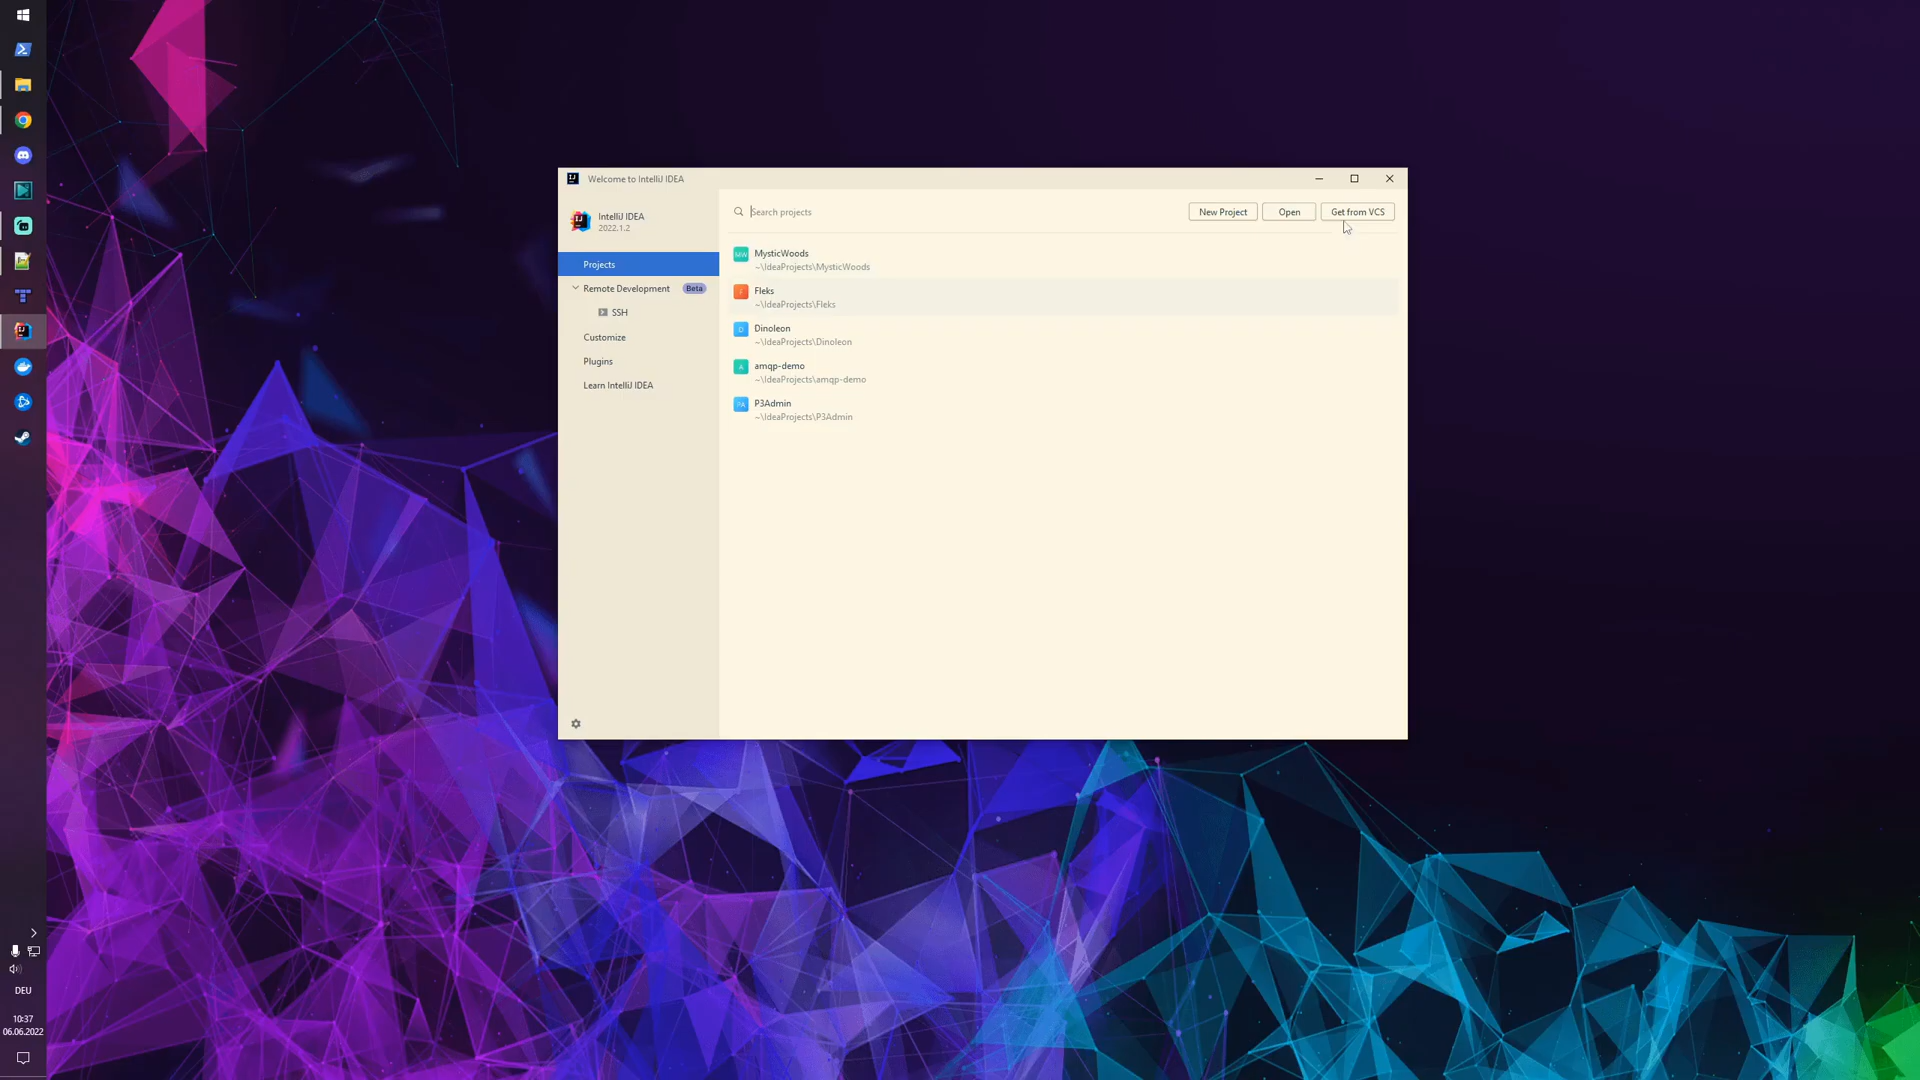 Welcome to IntelliJ IDEA
IntelliJ IDEA
2022.1.2
Search projects
New Project
Open
Get from VCS
Projects
Remote Development Beta
SSH
Customize
Plugins
Learn IntelliJ IDEA
MW
MysticWoods
~\IdeaProjects\MysticWoods
Fleks
~\IdeaProjects\Fleks
D
Dinoleon
~\IdeaProjects\Dinoleon
A
amqp-demo
~\IdeaProjects\amqp-demo
PA
P3Admin
~\IdeaProjects\P3Admin
DEU
10:37
06.06.2022